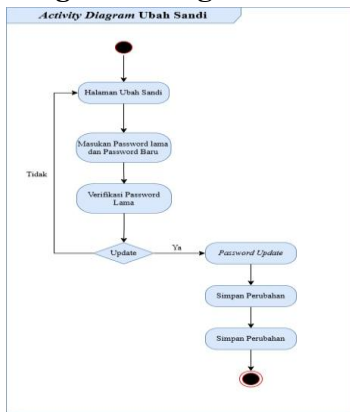 Activity Diagram Ubah Sandi
Halaman Ubah Sandi
Masukan Password lama
dan Password Baru
Tidak
Verifikasi Password
Lama
Update
Ya
Password Update
Simpan Perubahan
Simpan Perubahan